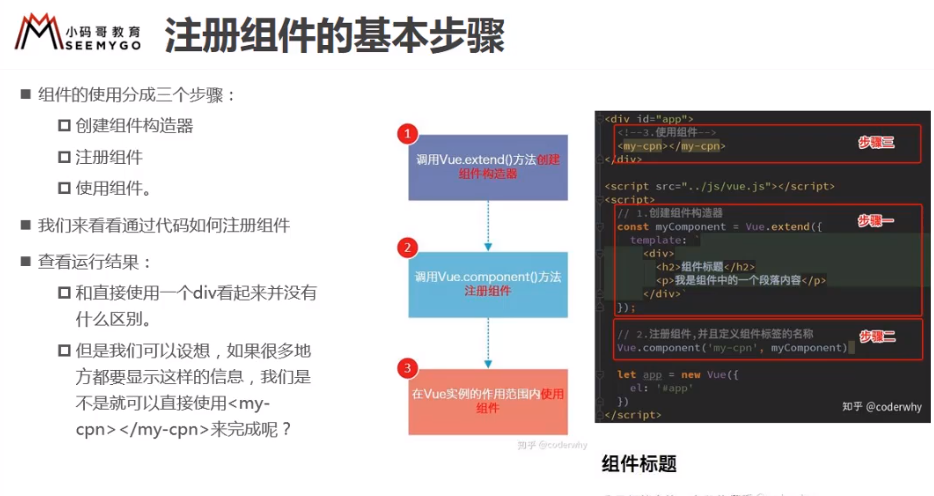 小码哥教育
SEEMYGO
注册组件的基本步骤
组件的使用分成三个步骤：
创建组件构造器
注册组件
使用组件。
我们来看看通过代码如何注册组件
查看运行结果：
和直接使用一个div看起来并没有
什么区别。
但是我们可以设想，如果很多地
方都要显示这样的信息，我们是
不是就可以直接使用<my-
cpn></my-cpn>来完成呢？
1
调用Vue.extend()方法创建
组件构造器
2
调用Vue.component()方法
注册组件
3
在Vue实例的作用范围内使用
组件
知乎 @coderwhy
<div id="app">
<!--3.使用组件-->
步骤三
<my-cpn></my-cpn>
</div>
<script src="../js/vue.js"></script>
<script>
// 1.创建组件构造器
步骤一
const myComponent = Vue.extend({
template: `
<div>
<h2>组件标题</h2>
<p>我是组件中的一个段落内容</p>
</div>`
});
// 2.注册组件,并且定义组件标签的名称
步骤二
Vue.component('my-cpn', myComponent)
let app = new Vue({
el: '#app'
})
</script>
知乎 @coderwhy
组件标题